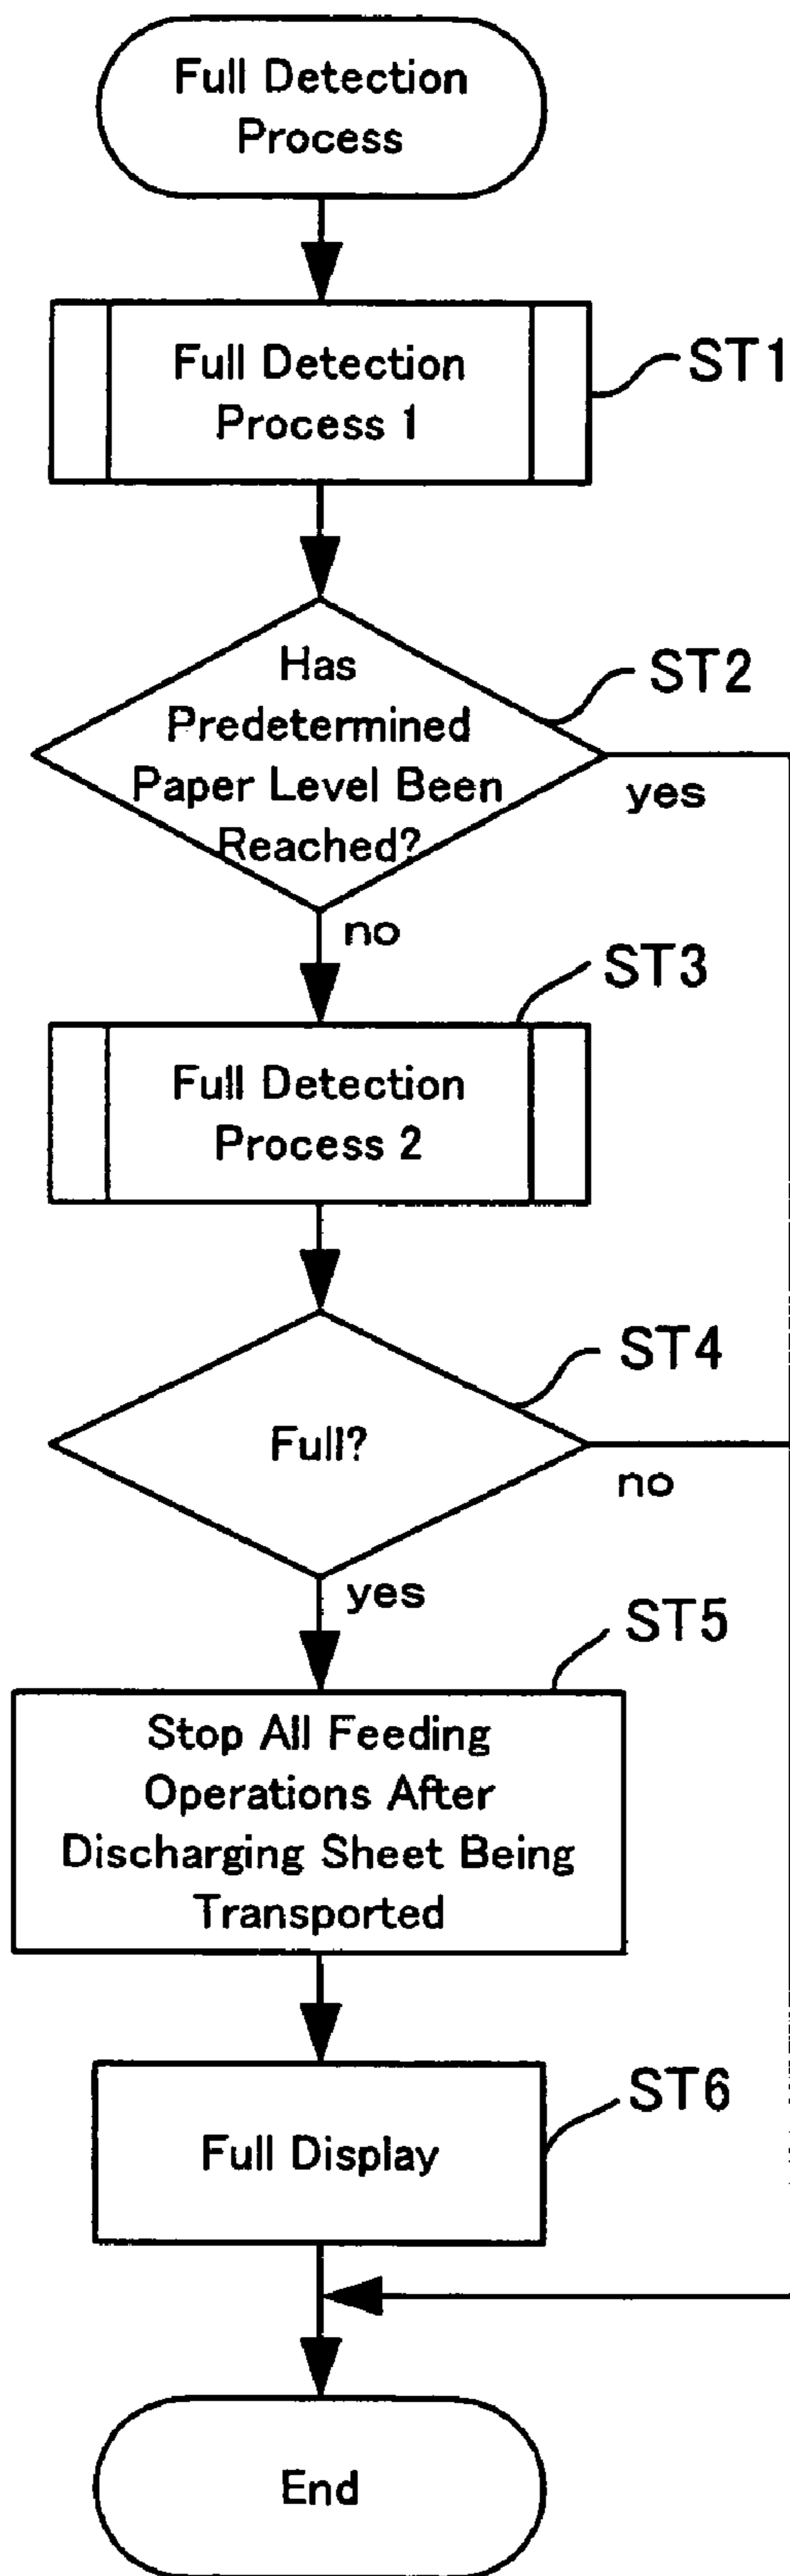 Full Detection
Process
Full Detection
Process 1
ST1
Has
Predetermined
Paper Level Been
Reached?
ST2
yes
no
ST3
Full Detection
Process 2
ST4
Full?
no
yes
ST5
Stop All Feeding
Operations After
Discharging Sheet Being
Transported
ST6
Full Display
End